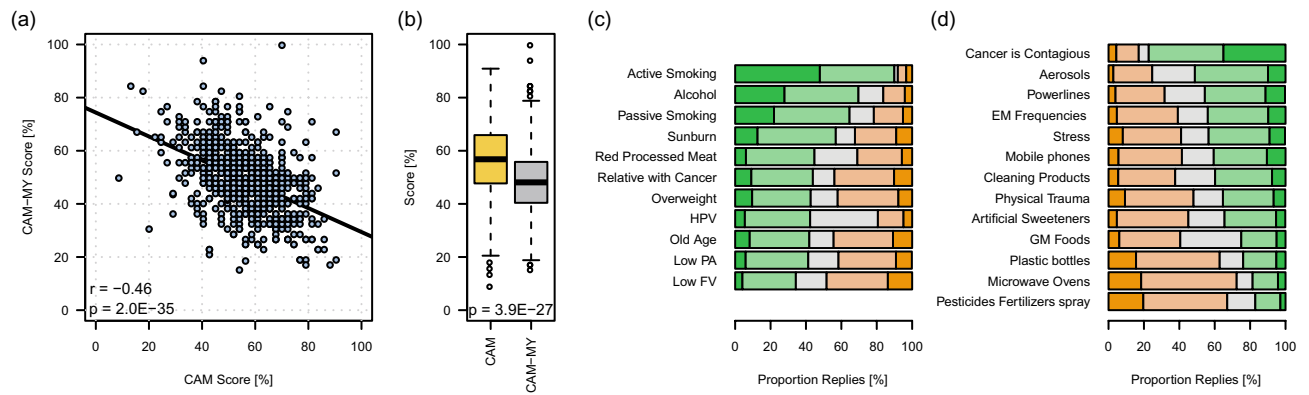 (a)
CAM−MY Score [%]
100
80
60
40
20
0
r = −0.46
p = 2.0E−35
0 20 40 60 80 100
CAM Score [%]
(b)
Score [%]
100
80
60
40
20
0
p = 3.9E−27
CAM
CAM−MY
(c)
Active Smoking
Alcohol
Passive Smoking
Sunburn
Red Processed Meat
Relative with Cancer
Overweight
HPV
Old Age
Low PA
Low FV
0 20 40 60 80 100
Proportion Replies [%]
(d)
Cancer is Contagious
Aerosols
Powerlines
EM Frequencies
Stress
Mobile phones
Cleaning Products
Physical Trauma
Artificial Sweeteners
GM Foods
Plastic bottles
Microwave Ovens
Pesticides Fertilizers spray
0 20 40 60 80 100
Proportion Replies [%]